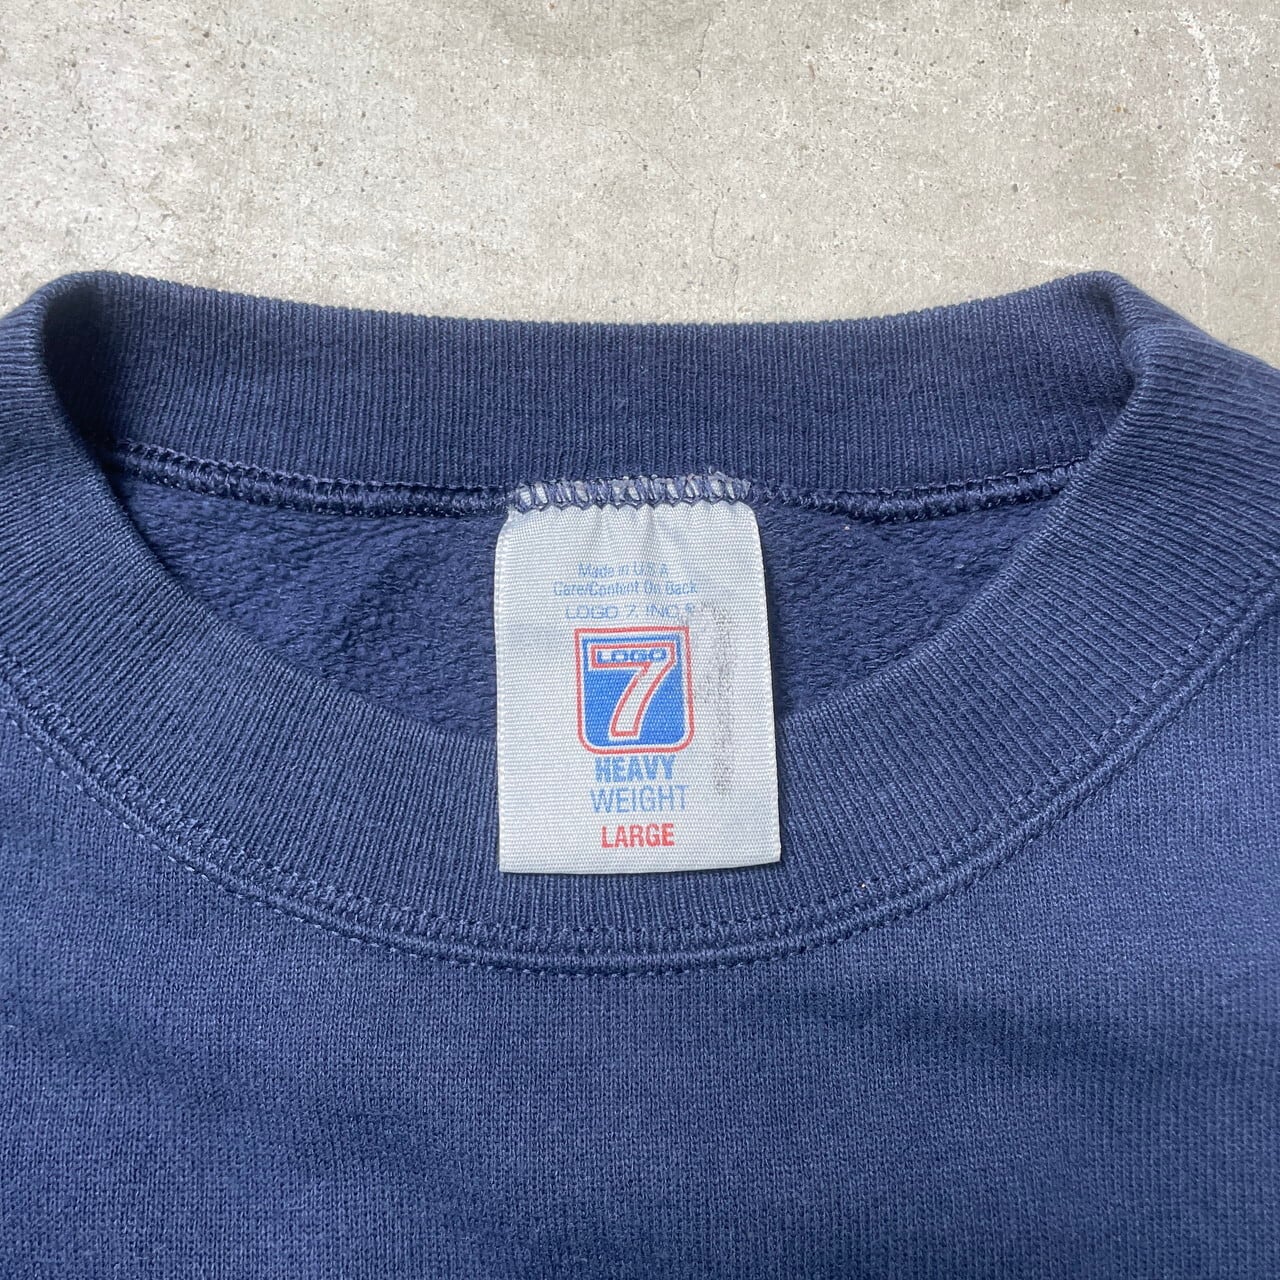 Made in U.S.A.
Care/Content On Back
LOGO 7 INC.®
LOGO
7
HEAVY
WEIGHT
LARGE